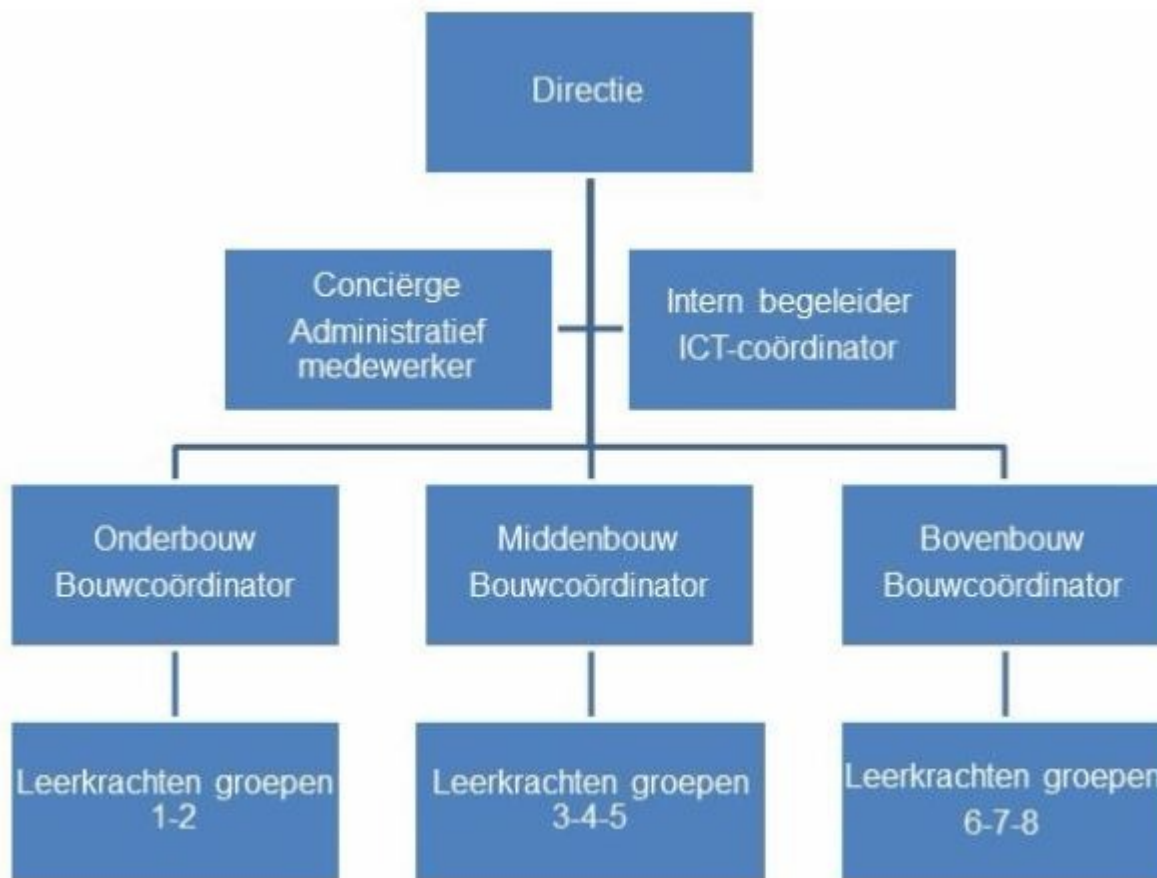 Directie
Conciërge
Administratief
medewerker
Intern begeleider
ICT-coördinator
Onderbouw
Bouwcoördinator
Middenbouw
Bouwcoördinator
Bovenbouw
Bouwcoördinator
Leerkrachten groepen
1-2
Leerkrachten groepen
3-4-5
Leerkrachten groepen
6-7-8